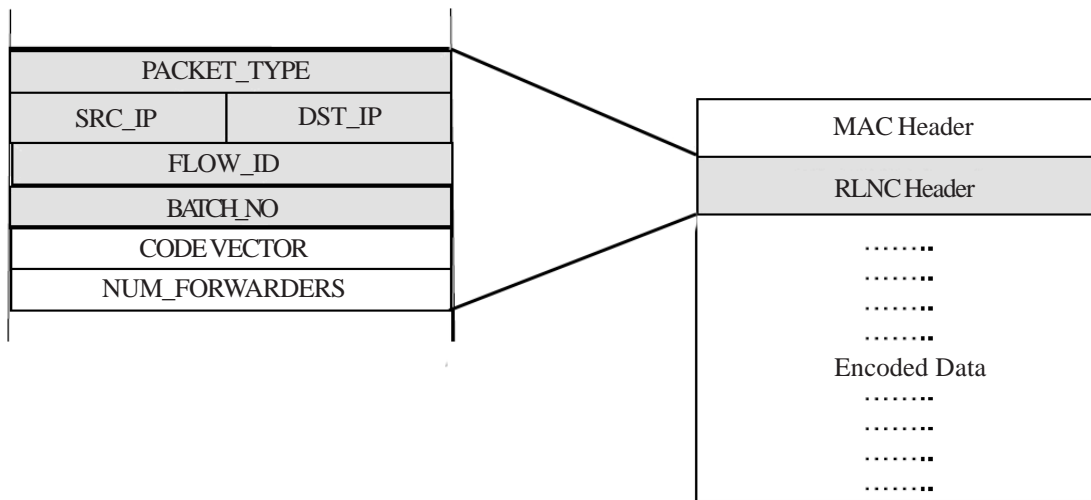 PACKET_TYPE
SRC_IP DST_IP
FLOW_ID
BATCH_NO
CODE VECTOR
NUM_FORWARDERS
MAC Header
RLNC Header
Encoded Data